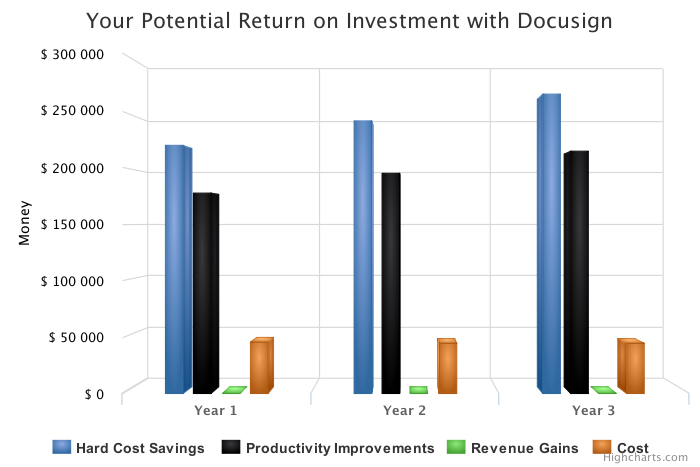 Your Potential Return on Investment with Docusign
$ 300 000
$ 250 000
$ 200 000
$ 150 000
$ 100 000
$ 50 000
$ 0
Money
Year 1 Year 2 Year 3
Hard Cost Savings Productivity Improvements Revenue Gains Cost
Highcharts.com